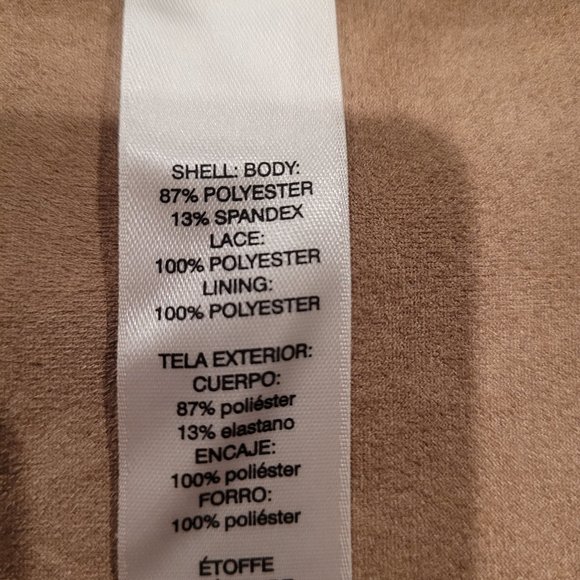 SHELL: BODY:
87% POLYESTER
13% SPANDEX
LACE:
100% POLYESTER
LINING:
100% POLYESTER
TELA EXTERIOR:
CUERPO:
87% poliéster
13% elastano
ENCAJE:
100% poliéster
FORRO:
100% poliéster
ÉTOFFE